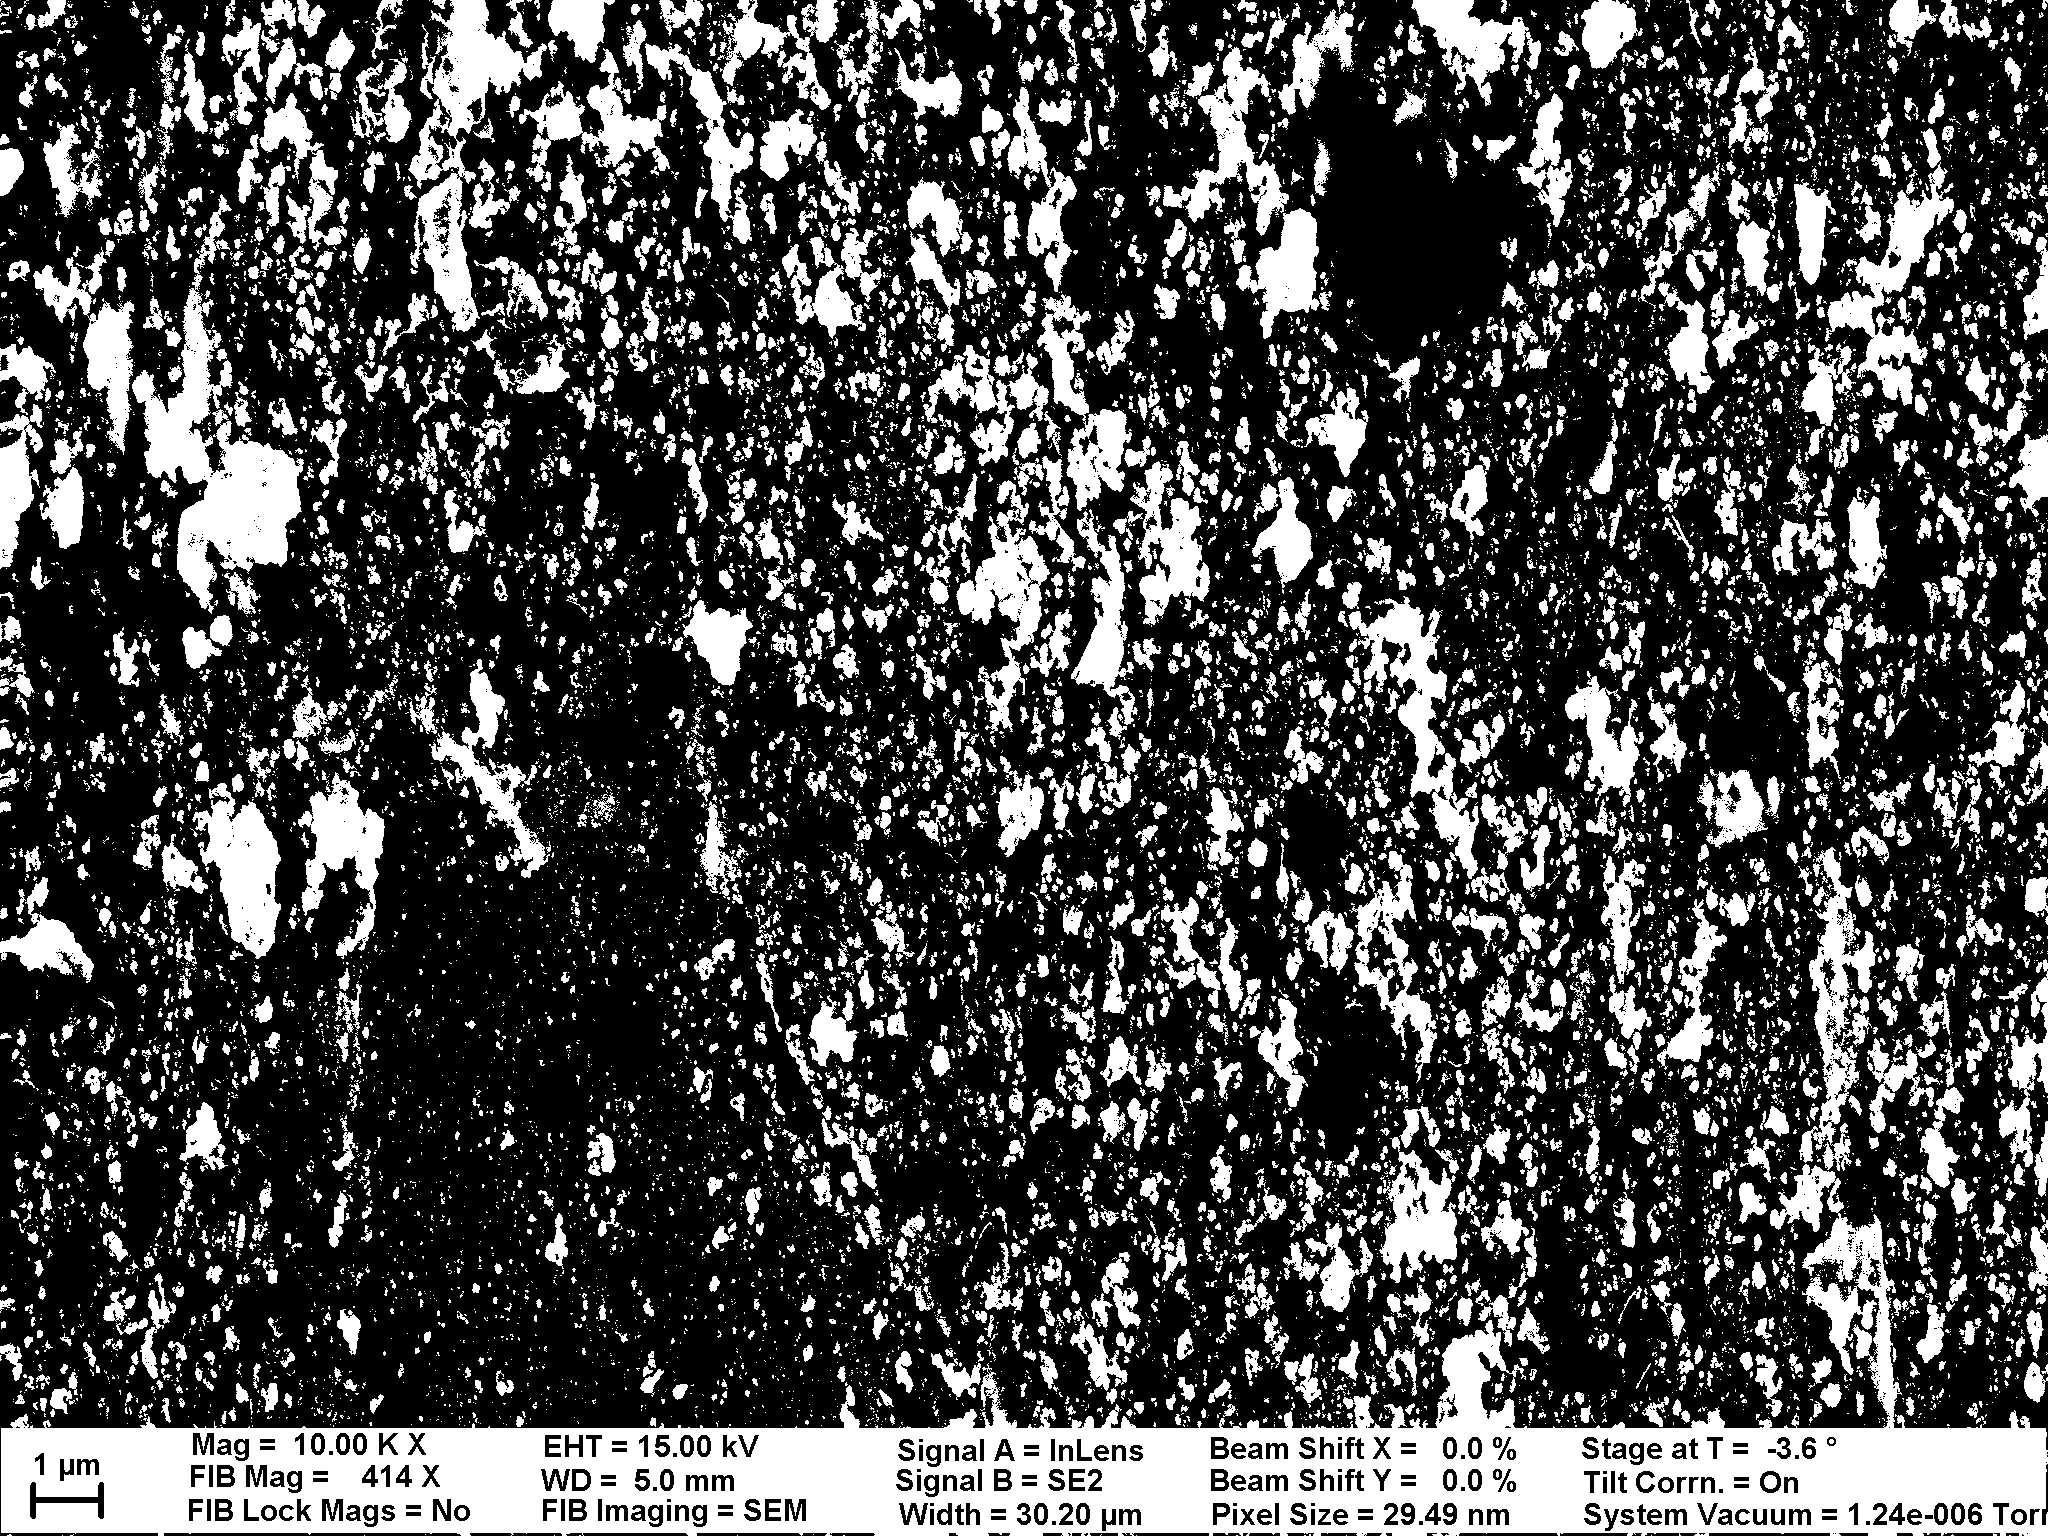 1 µm
Mag = 10.00 K X
FIB Mag = 414 X
FIB Lock Mags = No
EHT = 15.00 kV
WD = 5.0 mm
FIB Imaging = SEM
Signal A = InLens
Signal B = SE2
Width = 30.20 µm
Beam Shift X = 0.0 %
Beam Shift Y = 0.0 %
Pixel Size = 29.49 nm
Stage at T = -3.6 °
Tilt Corrn. = On
System Vacuum = 1.24e-006 Torr